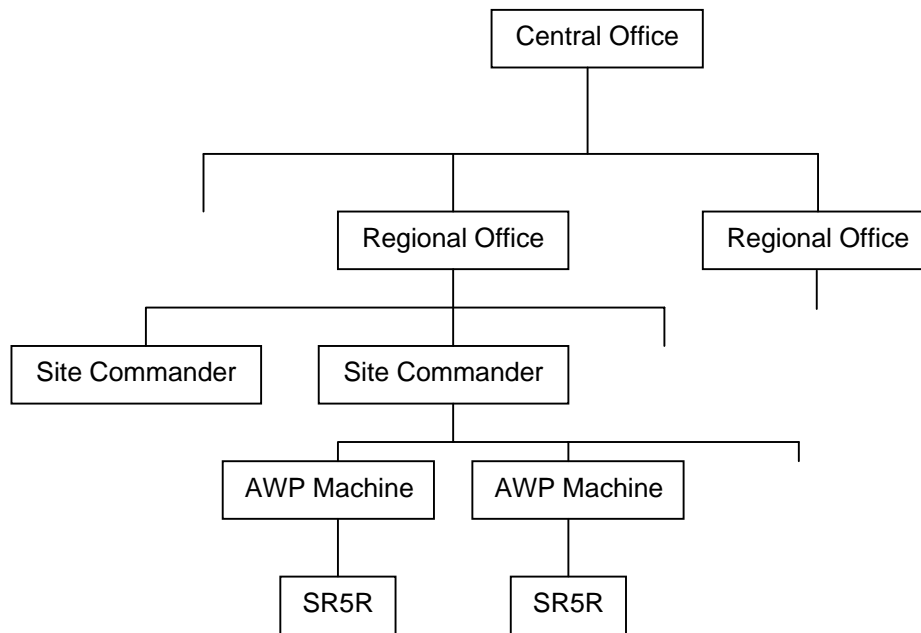 Central Office
Regional Office
Regional Office
Site Commander
Site Commander
AWP Machine
AWP Machine
SR5R
SR5R